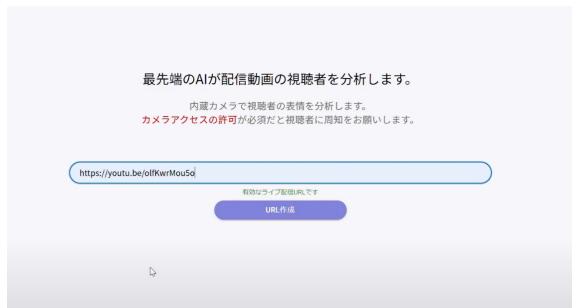 最先端のAIが配信動画の視聴者を分析します。
内蔵カメラで視聴者の表情を分析します。
カメラアクセスの許可が必須だと視聴者に周知をお願いします。
https://youtu.be/olfKwrMou5o
有効なライブ配信URLです
URL作成